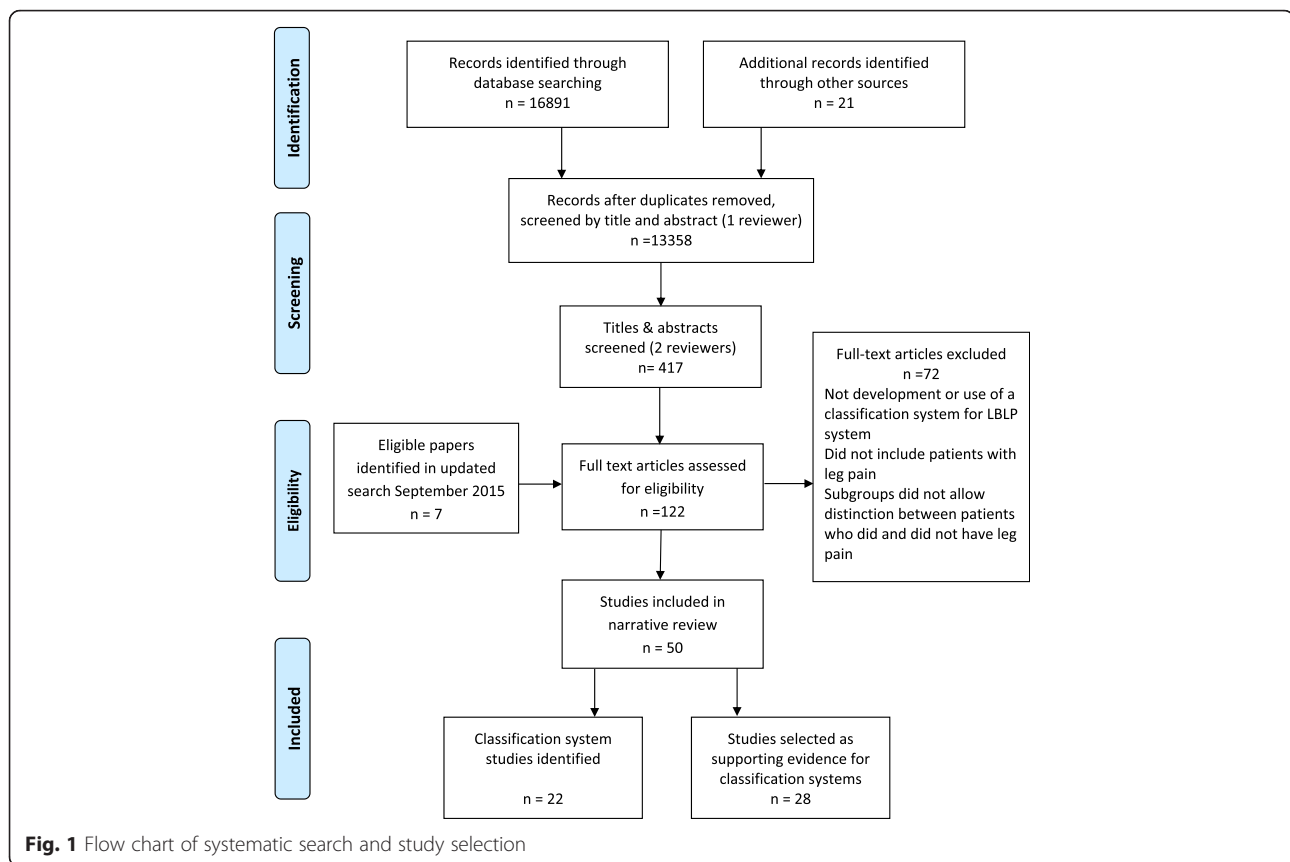 Identification
Records identified through
database searching
n = 16891
Additional records identified
through other sources
n = 21
Records after duplicates removed,
screened by title and abstract (1 reviewer)
n =13358
Screening
Titles & abstracts
screened (2 reviewers)
n= 417
Full-text articles excluded
n =72
Not development or use of a
classification system for LBLP
system
Did not include patients with
leg pain
Subgroups did not allow
distinction between patients
who did and did not have leg
pain
Eligibility
Eligible papers
identified in updated
search September 2015
n = 7
Full text articles assessed
for eligibility
n =122
Studies included in
narrative review
n = 50
Included
Classification system
studies identified
n = 22
Studies selected as
supporting evidence for
classification systems
n = 28
Fig. 1 Flow chart of systematic search and study selection